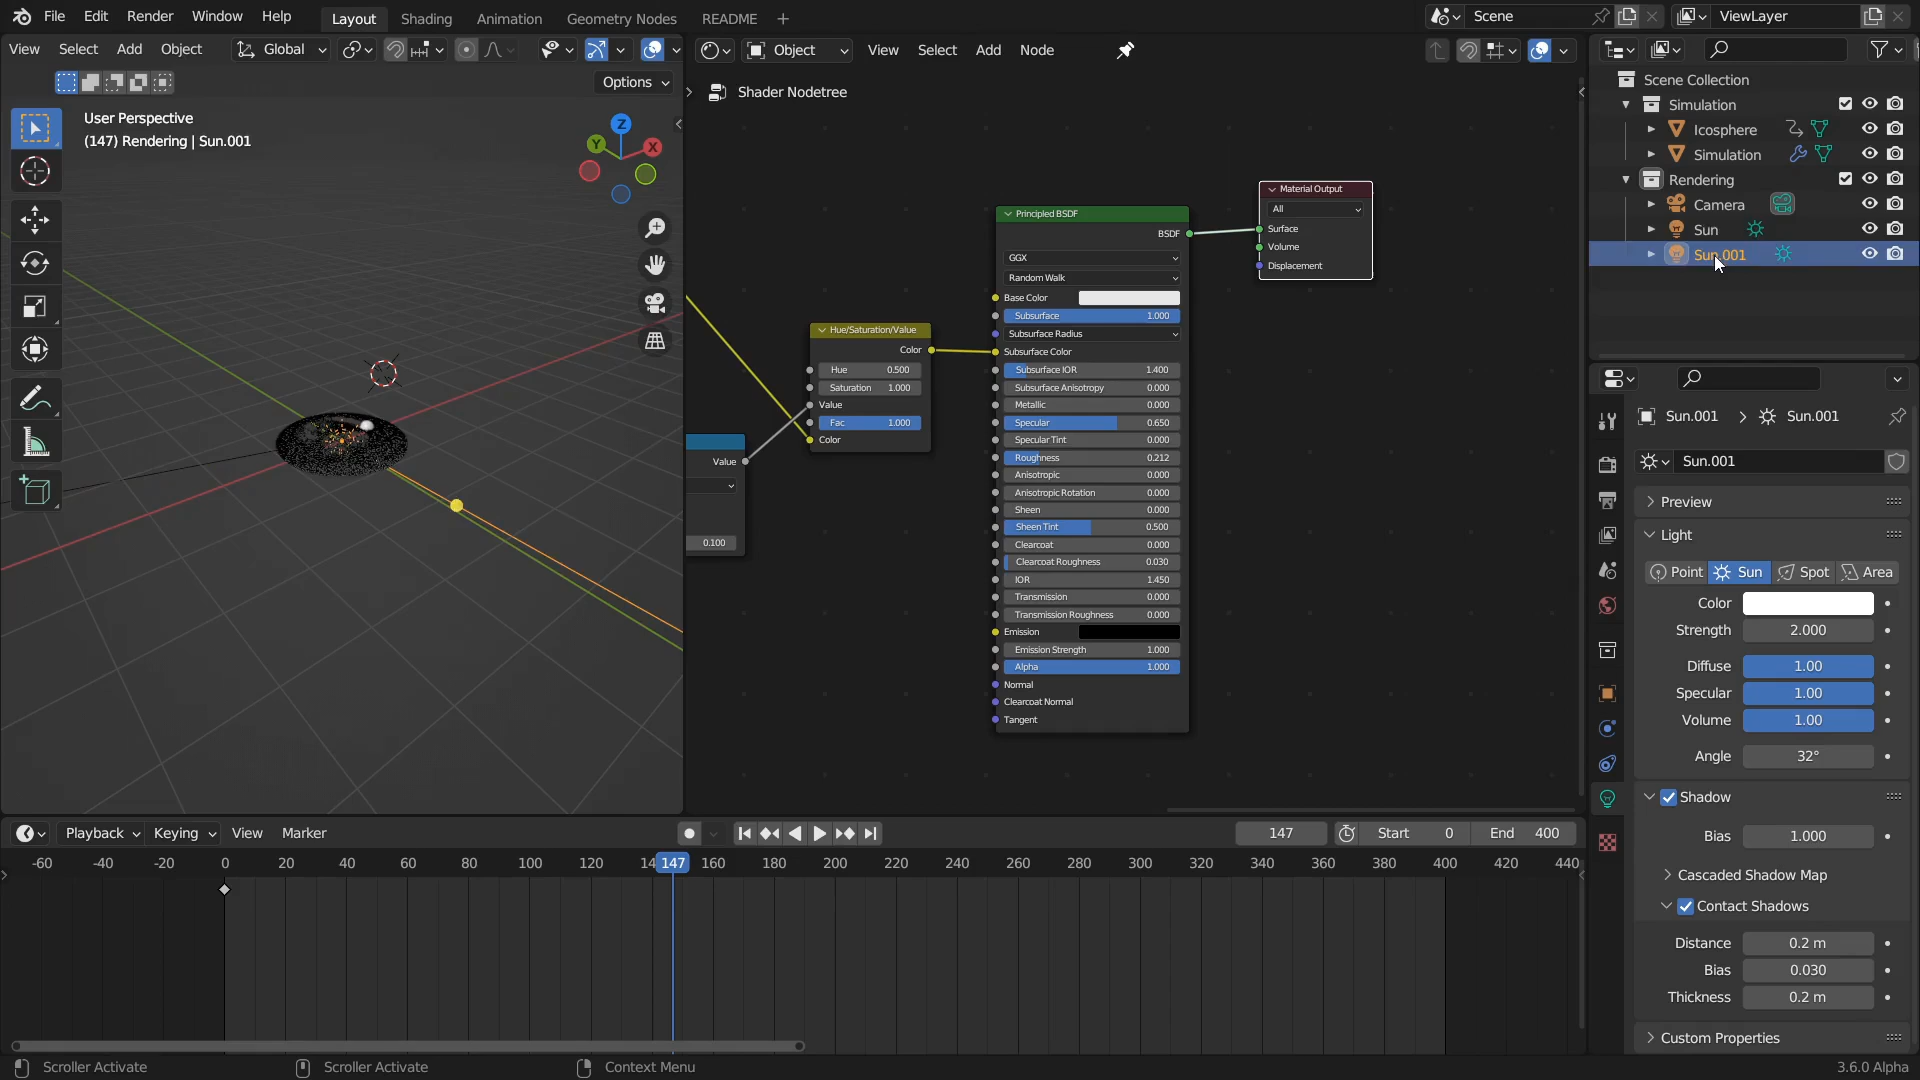 File Edit Render Window Help Layout Shading Animation Geometry Nodes README + Scene ViewLayer
View Select Add Object Global
Object View Select Add Node
Options
User Perspective
(147) Rendering | Sun.001
Z
Y
X
Shader Nodetree
Material Output
All
Surface
Volume
Displacement
Principled BSDF
BSDF
GGX
Random Walk
Base Color
Subsurface 1.000
Subsurface Radius
Subsurface Color
Subsurface IOR 1.400
Subsurface Anisotropy 0.000
Metallic 0.000
Specular 0.650
Specular Tint 0.000
Roughness 0.212
Anisotropic 0.000
Anisotropic Rotation 0.000
Sheen 0.000
Sheen Tint 0.500
Clearcoat 0.000
Clearcoat Roughness 0.030
IOR 1.450
Transmission 0.000
Transmission Roughness 0.000
Emission
Emission Strength 1.000
Alpha 1.000
Normal
Clearcoat Normal
Tangent
Hue/Saturation/Value
Color
Hue 0.500
Saturation 1.000
Value
Fac 1.000
Color
Value
0.100
Scene Collection
Simulation
Icosphere
Simulation
Rendering
Camera
Sun
Sun.001
Sun.001 > Sun.001
Sun.001
Preview
Light
Point Sun Spot Area
Color
Strength 2.000
Diffuse 1.00
Specular 1.00
Volume 1.00
Angle 32°
Shadow
Bias 1.000
Cascaded Shadow Map
Contact Shadows
Distance 0.2 m
Bias 0.030
Thickness 0.2 m
Custom Properties
Playback Keying View Marker 147 Start 0 End 400
-60 -40 -20 0 20 40 60 80 100 120 14 147 160 180 200 220 240 260 280 300 320 340 360 380 400 420 440
Scroller Activate Scroller Activate Context Menu 3.6.0 Alpha